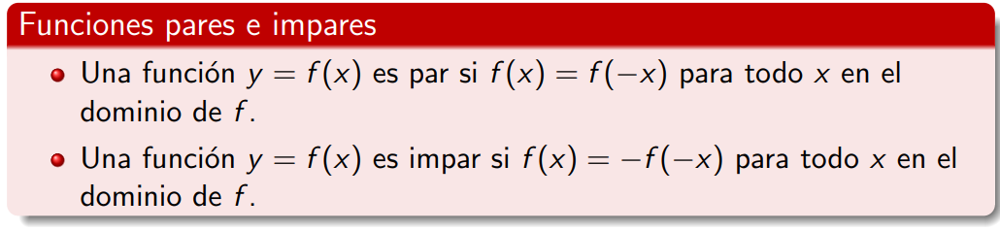 Funciones pares e impares
Una función y = f(x) es par si f(x) = f(−x) para todo x en el
dominio de f.
Una función y = f(x) es impar si f(x) = −f(−x) para todo x en el
dominio de f.